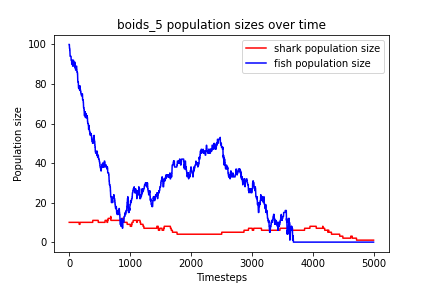 boids_5 population sizes over time
shark population size
fish population size
Population size
100
80
60
40
20
0
0 1000 2000 3000 4000 5000
Timesteps